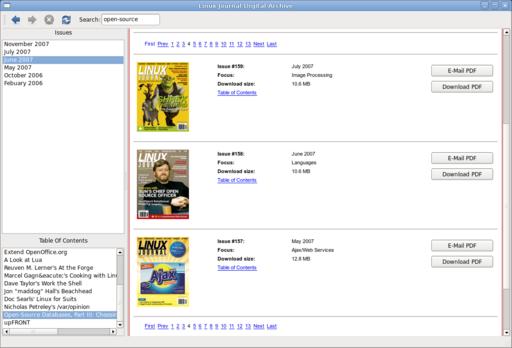 Linux Journal Digital Archive
Search: open-source
Issues
November 2007
July 2007
June 2007
May 2007
October 2006
Febuary 2006
Table Of Contents
Extend OpenOffice.org
A Look at Lua
Reuven M. Lerner's At the Forge
Marcel Gagn&eacute;'s Cooking with Linu
Dave Taylor's Work the Shell
Jon "maddog" Hall's Beachhead
Doc Searls' Linux for Suits
Nicholas Petreley's /var/opinion
Open-Source Databases, Part III: Choosin
upFRONT
First Prev 1 2 3 4 5 6 7 8 9 10 11 12 13 Next Last
LINUX JOURNAL
SHREK
Issue #159: July 2007
Focus: Image Processing
Download size: 10.6 MB
Table of Contents
E-Mail PDF
Download PDF
LINUX JOURNAL
SUN'S CHIEF OPEN SOURCE OFFICER
Issue #158: June 2007
Focus: Languages
Download size: 10.6 MB
Table of Contents
E-Mail PDF
Download PDF
LINUX JOURNAL
Ajax
Issue #157: May 2007
Focus: Ajax/Web Services
Download size: 12.8 MB
Table of Contents
E-Mail PDF
Download PDF
First Prev 1 2 3 4 5 6 7 8 9 10 11 12 13 Next Last